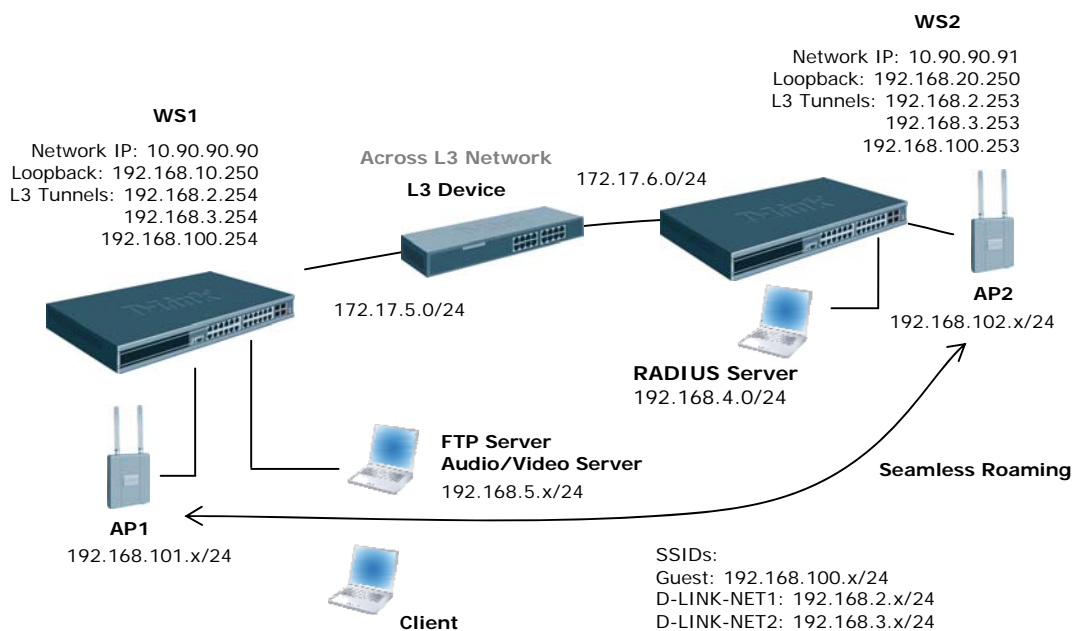 WS2
Network IP: 10.90.90.91
Loopback: 192.168.20.250
L3 Tunnels: 192.168.2.253
192.168.3.253
192.168.100.253
WS1
Network IP: 10.90.90.90
Loopback: 192.168.10.250
L3 Tunnels: 192.168.2.254
192.168.3.254
192.168.100.254
Across L3 Network
L3 Device
172.17.6.0/24
172.17.5.0/24
AP2
192.168.102.x/24
RADIUS Server
192.168.4.0/24
FTP Server
Audio/Video Server
192.168.5.x/24
Seamless Roaming
AP1
192.168.101.x/24
Client
SSIDs:
Guest: 192.168.100.x/24
D-LINK-NET1: 192.168.2.x/24
D-LINK-NET2: 192.168.3.x/24
D-Link
D-Link